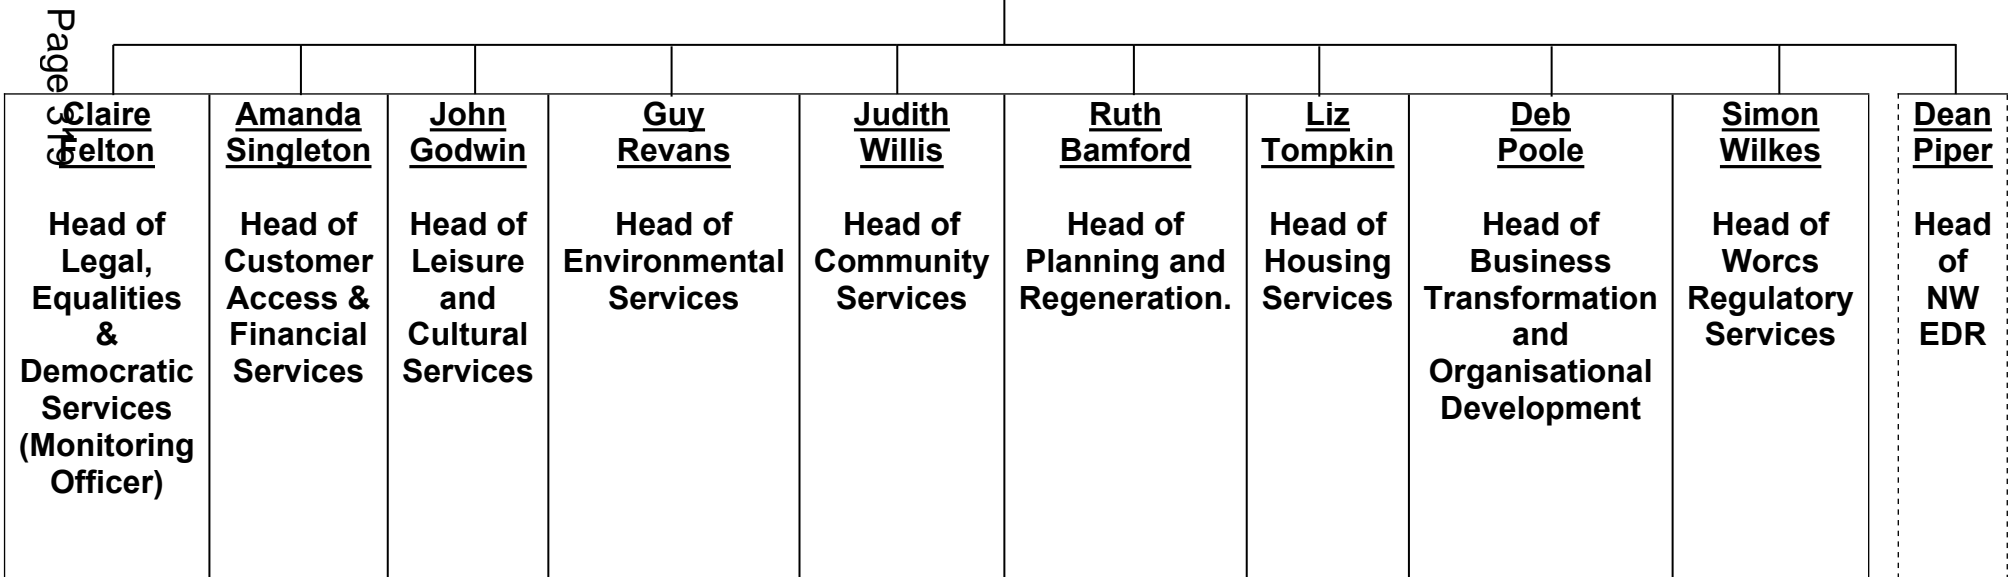 Page 319
Claire
Felton
Head of
Legal,
Equalities
&
Democratic
Services
(Monitoring
Officer)
Amanda
Singleton
Head of
Customer
Access &
Financial
Services
John
Godwin
Head of
Leisure
and
Cultural
Services
Guy
Revans
Head of
Environmental
Services
Judith
Willis
Head of
Community
Services
Ruth
Bamford
Head of
Planning and
Regeneration.
Liz
Tompkin
Head of
Housing
Services
Deb
Poole
Head of
Business
Transformation
and
Organisational
Development
Simon
Wilkes
Head of
Worcs
Regulatory
Services
Dean
Piper
Head
of
NW
EDR